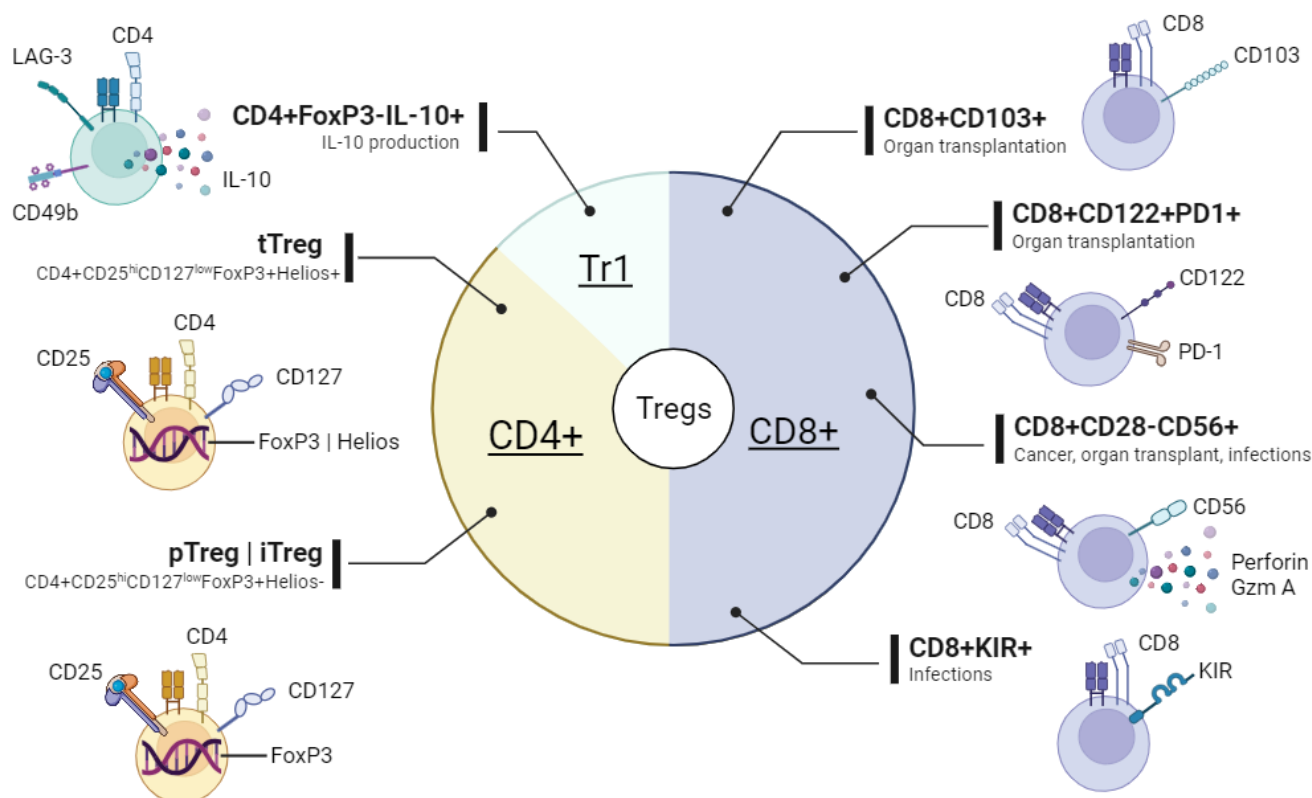 CD4
LAG-3
IL-10
CD49b
CD4+FoxP3-IL-10+
IL-10 production
tTreg
CD4+CD25hiCD127lowFoxP3+Helios+
CD4
CD25
CD127
FoxP3 | Helios
pTreg | iTreg
CD4+CD25hiCD127lowFoxP3+Helios-
CD4
CD25
CD127
FoxP3
Tr1
CD4+
Tregs
CD8+
CD8
CD103
CD8+CD103+
Organ transplantation
CD8+CD122+PD1+
Organ transplantation
CD122
CD8
PD-1
CD8+CD28-CD56+
Cancer, organ transplant, infections
CD56
CD8
Perforin
Gzm A
CD8+KIR+
Infections
CD8
KIR